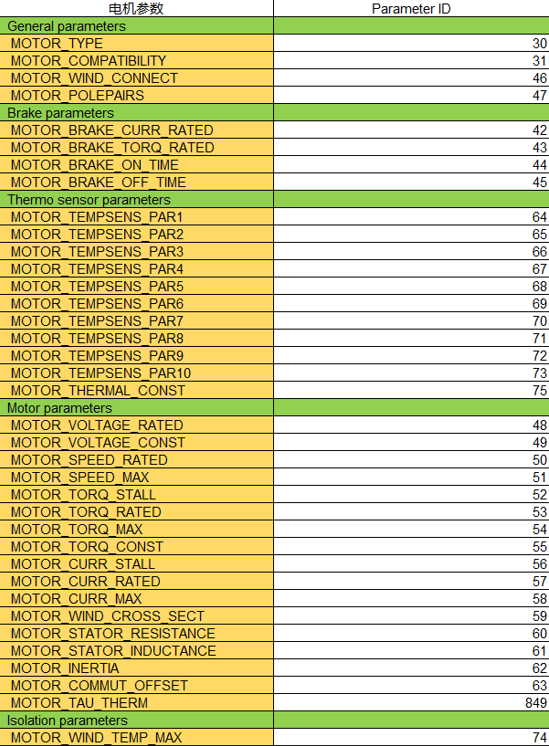 电机参数 Parameter ID
General parameters
MOTOR_TYPE 30
MOTOR_COMPATIBILITY 31
MOTOR_WIND_CONNECT 46
MOTOR_POLEPAIRS 47
Brake parameters
MOTOR_BRAKE_CURR_RATED 42
MOTOR_BRAKE_TORQ_RATED 43
MOTOR_BRAKE_ON_TIME 44
MOTOR_BRAKE_OFF_TIME 45
Thermo sensor parameters
MOTOR_TEMPSENS_PAR1 64
MOTOR_TEMPSENS_PAR2 65
MOTOR_TEMPSENS_PAR3 66
MOTOR_TEMPSENS_PAR4 67
MOTOR_TEMPSENS_PAR5 68
MOTOR_TEMPSENS_PAR6 69
MOTOR_TEMPSENS_PAR7 70
MOTOR_TEMPSENS_PAR8 71
MOTOR_TEMPSENS_PAR9 72
MOTOR_TEMPSENS_PAR10 73
MOTOR_THERMAL_CONST 75
Motor parameters
MOTOR_VOLTAGE_RATED 48
MOTOR_VOLTAGE_CONST 49
MOTOR_SPEED_RATED 50
MOTOR_SPEED_MAX 51
MOTOR_TORQ_STALL 52
MOTOR_TORQ_RATED 53
MOTOR_TORQ_MAX 54
MOTOR_TORQ_CONST 55
MOTOR_CURR_STALL 56
MOTOR_CURR_RATED 57
MOTOR_CURR_MAX 58
MOTOR_WIND_CROSS_SECT 59
MOTOR_STATOR_RESISTANCE 60
MOTOR_STATOR_INDUCTANCE 61
MOTOR_INERTIA 62
MOTOR_COMMUT_OFFSET 63
MOTOR_TAU_THERM 849
Isolation parameters
MOTOR_WIND_TEMP_MAX 74